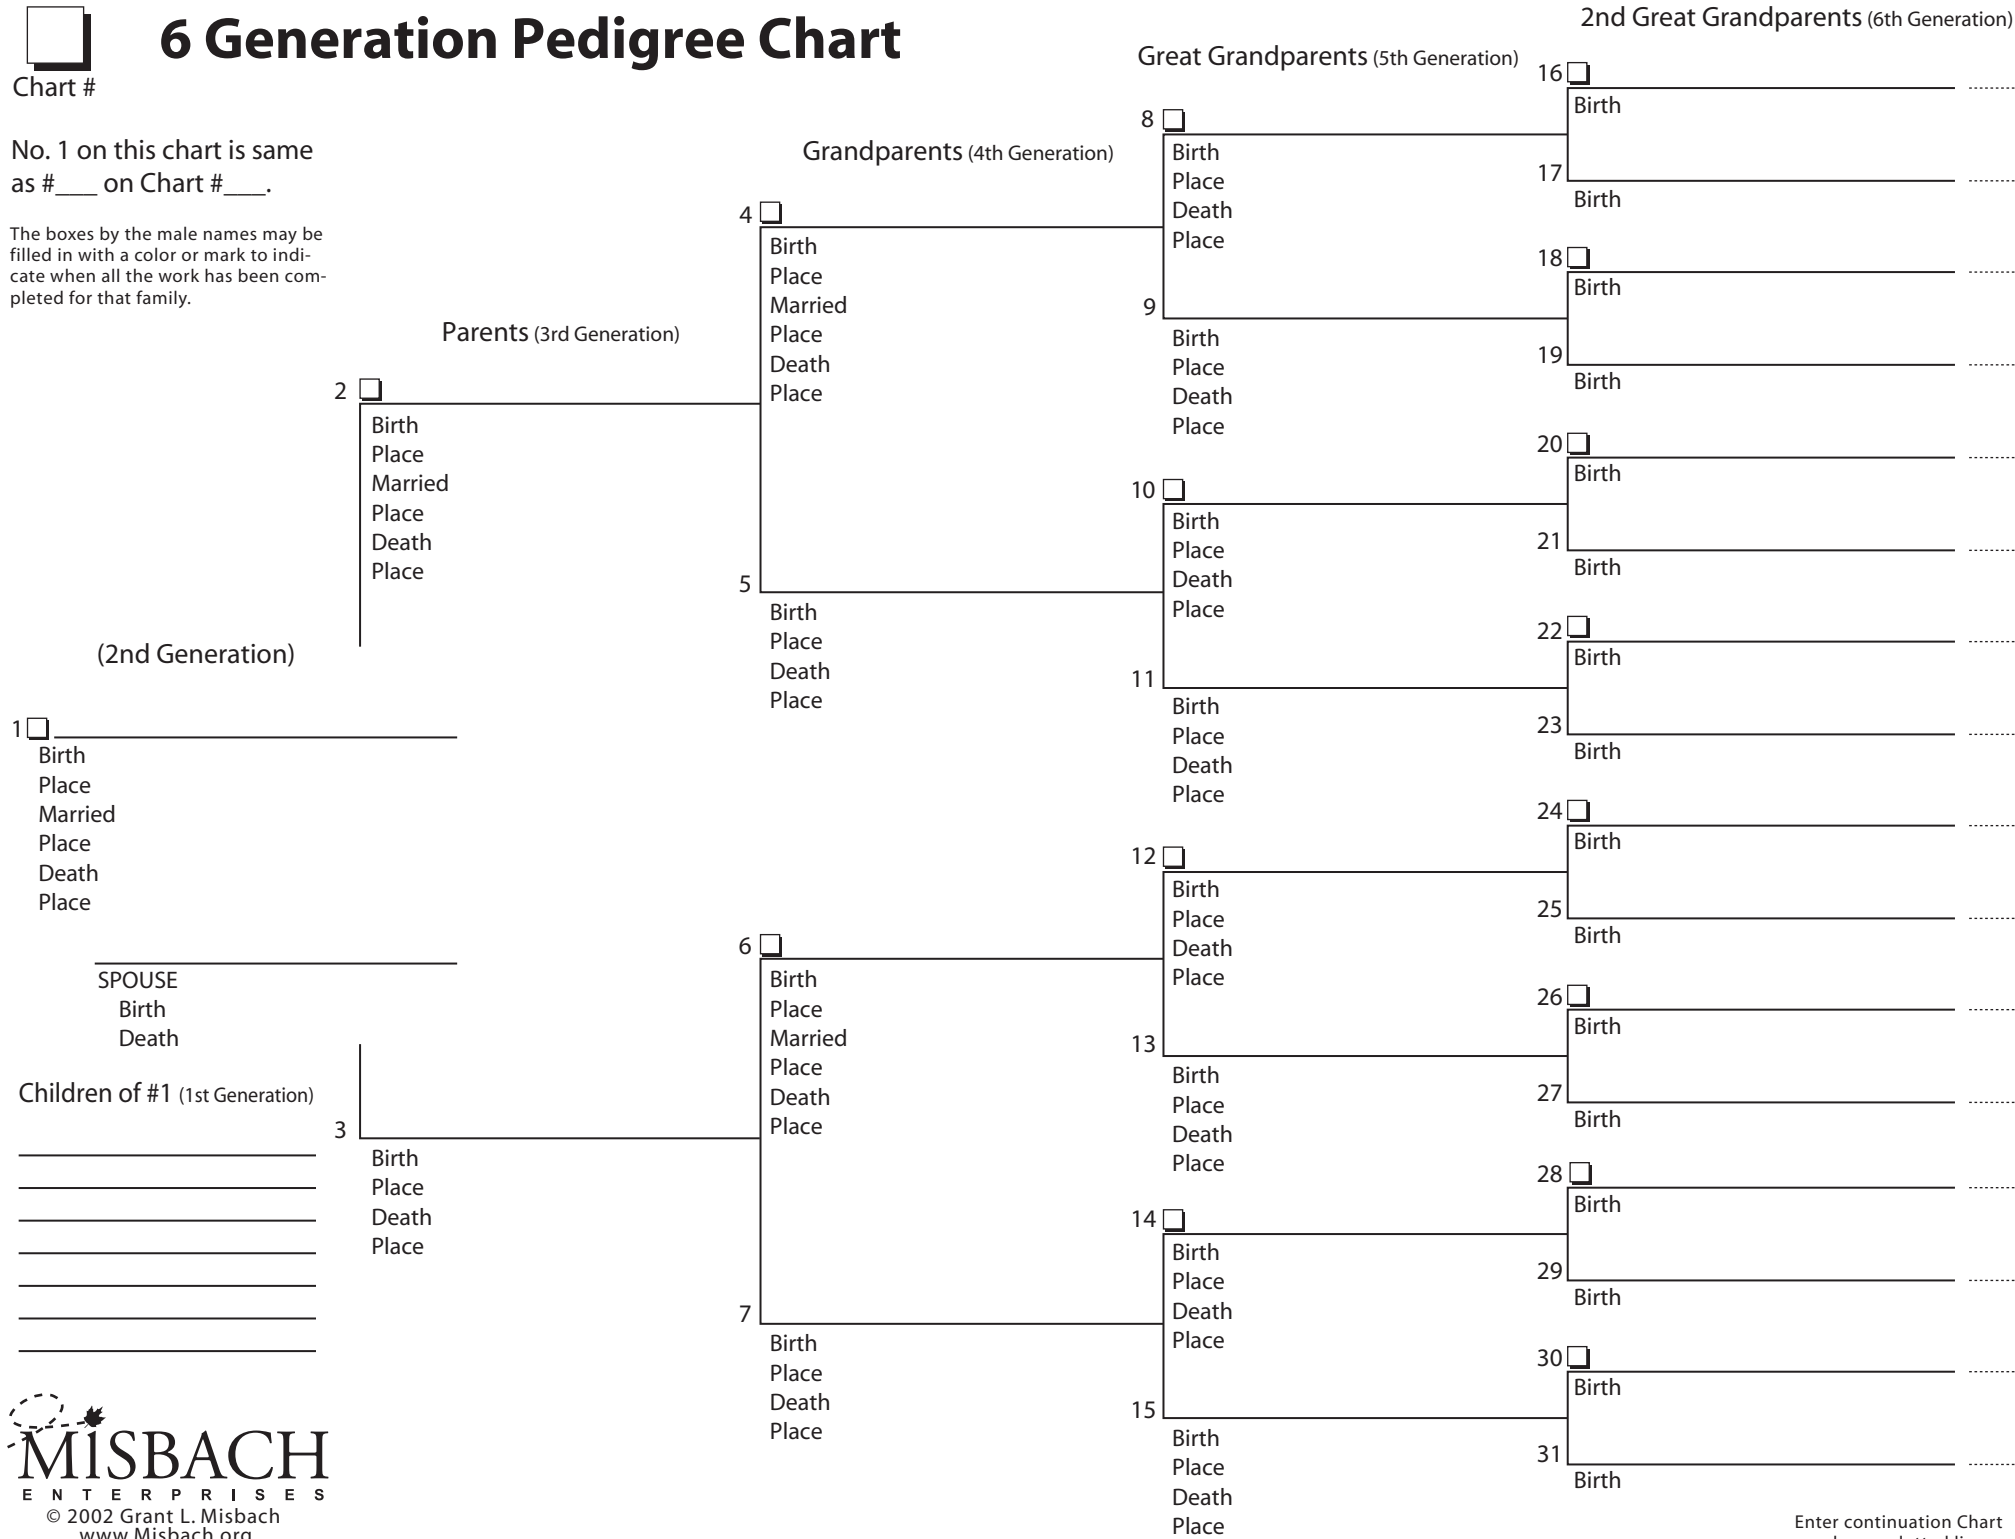 6 Generation Pedigree Chart
Chart #
No. 1 on this chart is same
as #___ on Chart #___.
The boxes by the male names may be
filled in with a color or mark to indi-
cate when all the work has been com-
pleted for that family.
(2nd Generation)
1
Birth
Place
Married
Place
Death
Place
SPOUSE
Birth
Death
Children of #1 (1st Generation)
Parents (3rd Generation)
2
Birth
Place
Married
Place
Death
Place
3
Birth
Place
Death
Place
Grandparents (4th Generation)
4
Birth
Place
Married
Place
Death
Place
5
Birth
Place
Death
Place
6
Birth
Place
Married
Place
Death
Place
7
Birth
Place
Death
Place
Great Grandparents (5th Generation)
8
Birth
Place
Death
Place
9
Birth
Place
Death
Place
10
Birth
Place
Death
Place
11
Birth
Place
Death
Place
12
Birth
Place
Death
Place
13
Birth
Place
Death
Place
14
Birth
Place
Death
Place
15
Birth
Place
Death
Place
2nd Great Grandparents (6th Generation)
16
Birth
17
Birth
18
Birth
19
Birth
20
Birth
21
Birth
22
Birth
23
Birth
24
Birth
25
Birth
26
Birth
27
Birth
28
Birth
29
Birth
30
Birth
31
Birth
MISBACH
ENTERPRISES
© 2002 Grant L. Misbach
www.Misbach.org
Enter continuation Chart